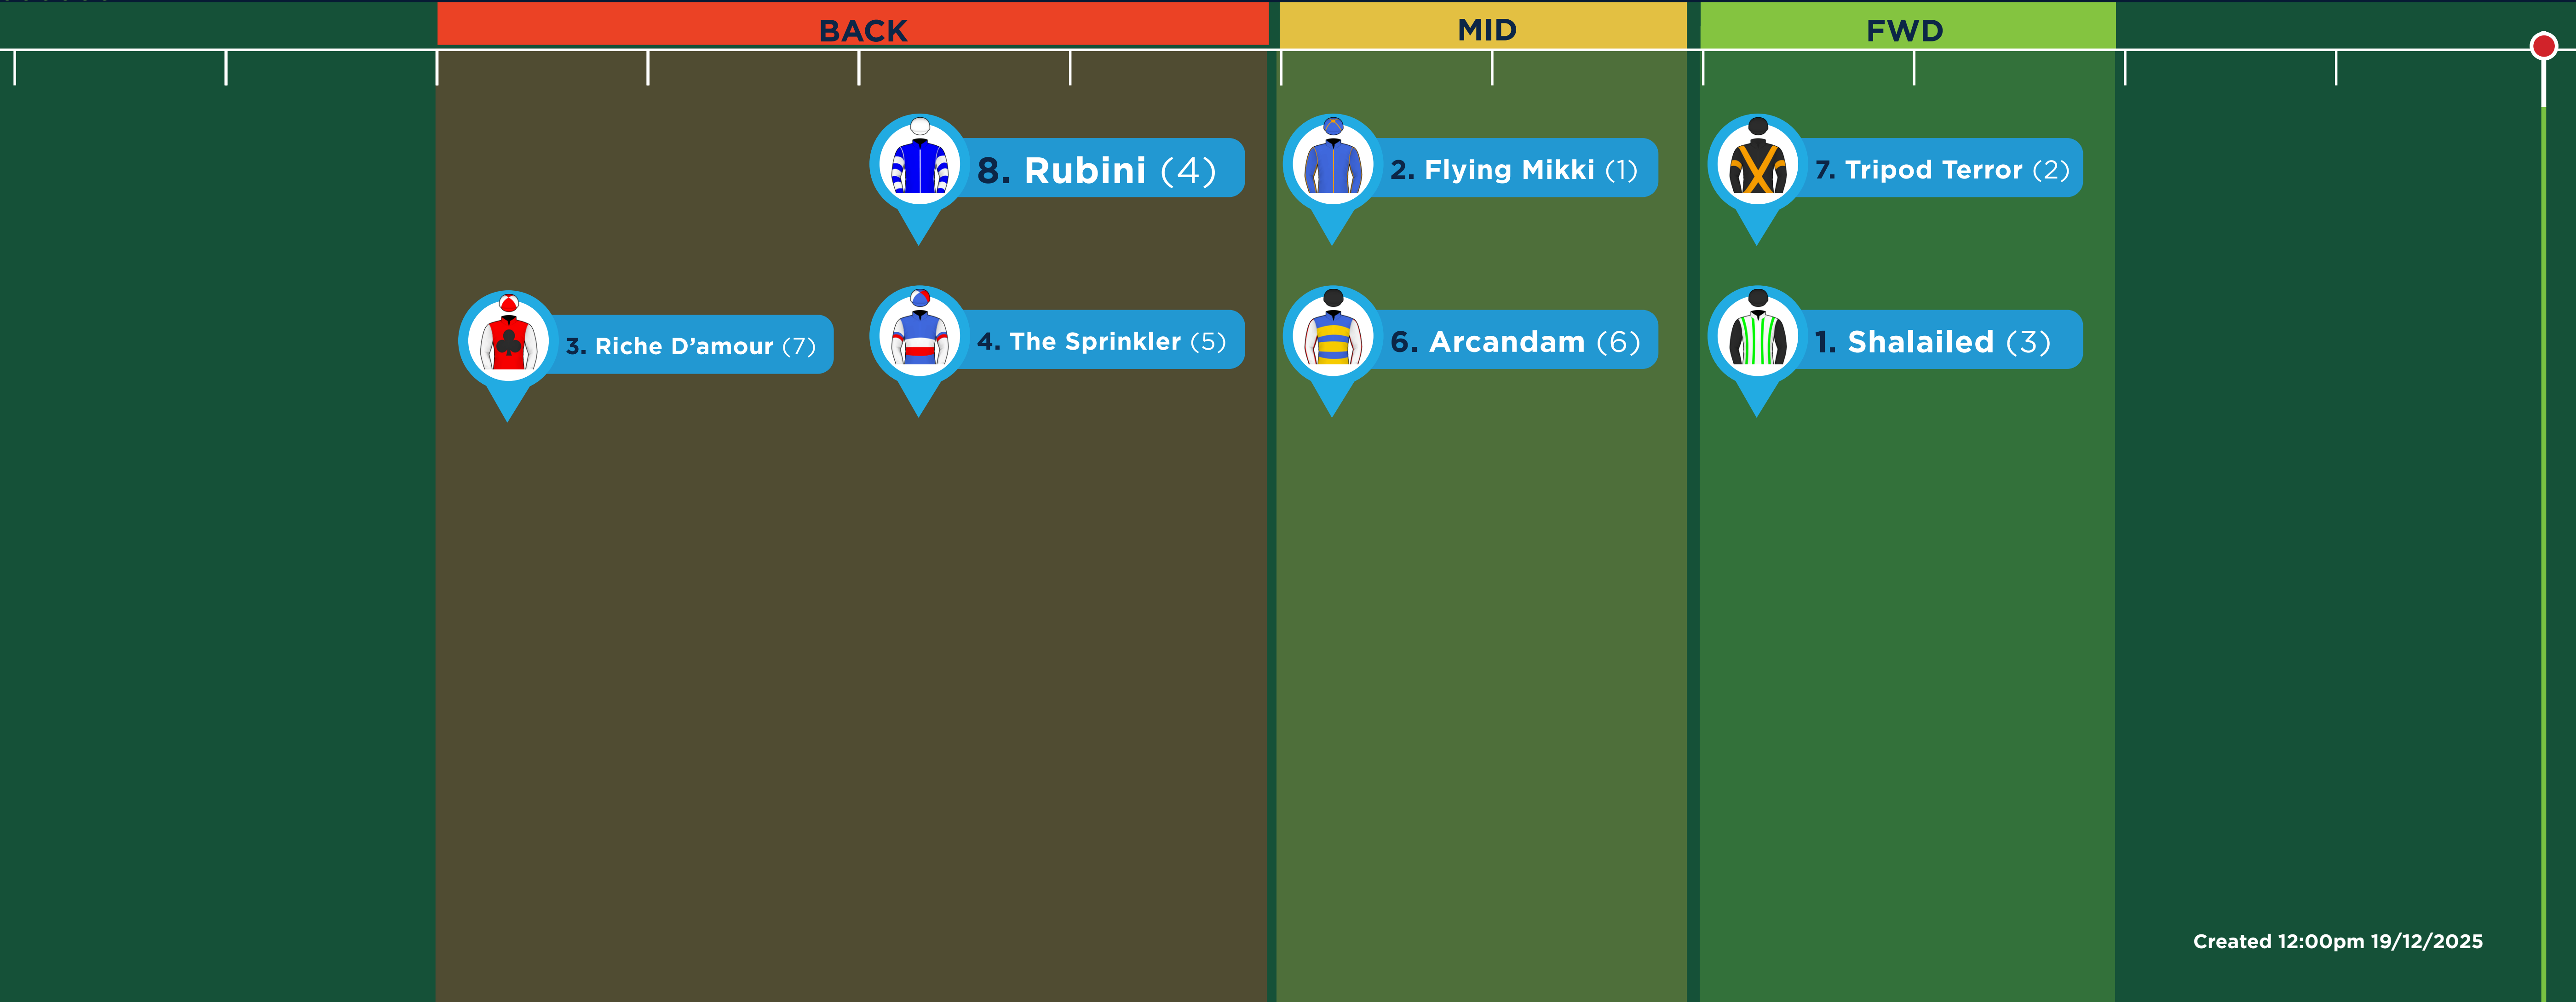 BACK
MID
FWD
8. Rubini (4)
2. Flying Mikki (1)
7. Tripod Terror (2)
3. Riche D’amour (7)
4. The Sprinkler (5)
6. Arcandam (6)
1. Shalailed (3)
Created 12:00pm 19/12/2025